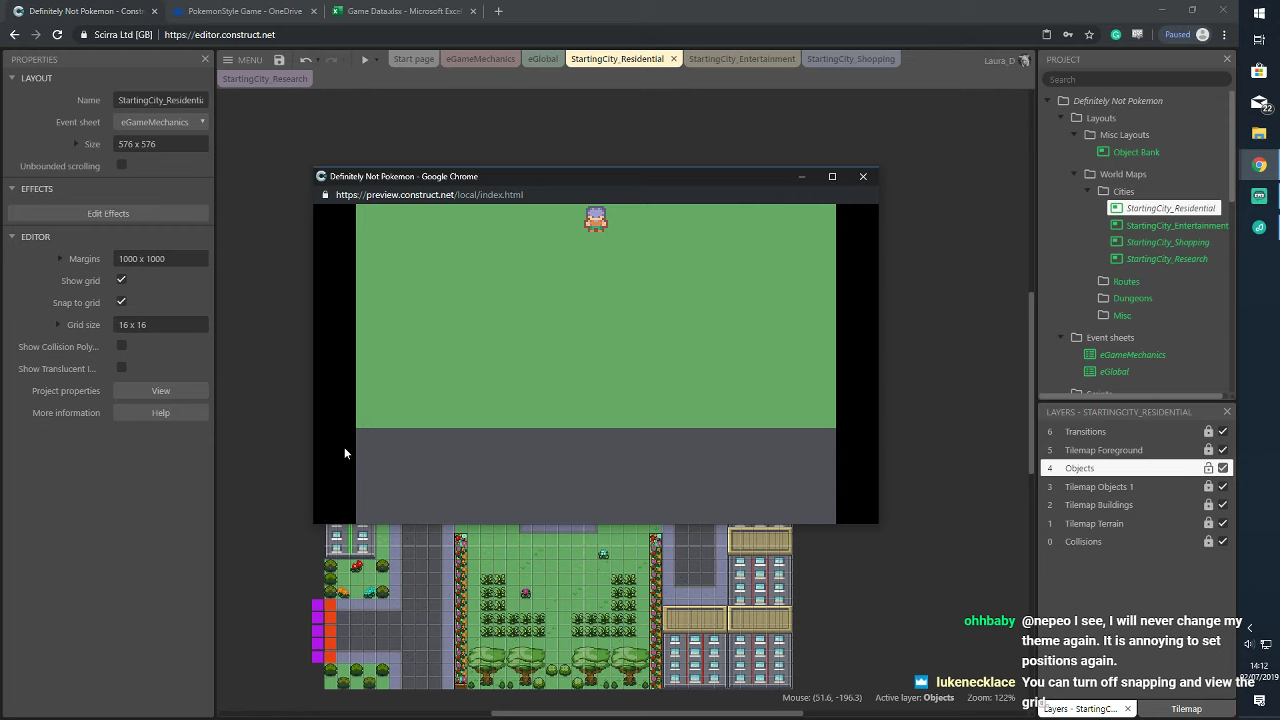 Definitely Not Pokemon - Constr
PokemonStyle Game - OneDrive
Game Data.xlsx - Microsoft Excel
Scirra Ltd [GB]
https://editor.construct.net
Paused
PROPERTIES
MENU
Start page
eGameMechanics
eGlobal
StartingCity_Residential
StartingCity_Entertainment
StartingCity_Shopping
Laura_D
PROJECT
StartingCity_Research
LAYOUT
Search
Name
StartingCity_Residentia
Definitely Not Pokemon
Event sheet
eGameMechanics
Layouts
Size
576 x 576
Misc Layouts
Unbounded scrolling
Object Bank
EFFECTS
World Maps
Edit Effects
Cities
EDITOR
StartingCity_Residential
Margins
1000 x 1000
StartingCity_Entertainment
Show grid
StartingCity_Shopping
Snap to grid
StartingCity_Research
Grid size
16 x 16
Routes
Show Collision Poly...
Dungeons
Show Translucent I...
Misc
Project properties
View
Event sheets
More information
Help
eGameMechanics
eGlobal
Definitely Not Pokemon - Google Chrome
https://preview.construct.net/local/index.html
LAYERS - STARTINGCITY_RESIDENTIAL
6 Transitions
5 Tilemap Foreground
4 Objects
3 Tilemap Objects 1
2 Tilemap Buildings
1 Tilemap Terrain
0 Collisions
ohhbaby @nepeo I see, I will never change my
theme again. It is annoying to set
positions again.
lukenecklace You can turn off snapping and view the
grid
Mouse: (51.6, -196.3)
Active layer: Objects
Zoom: 122%
Layers - StartingC...
Tilemap
22
14:12